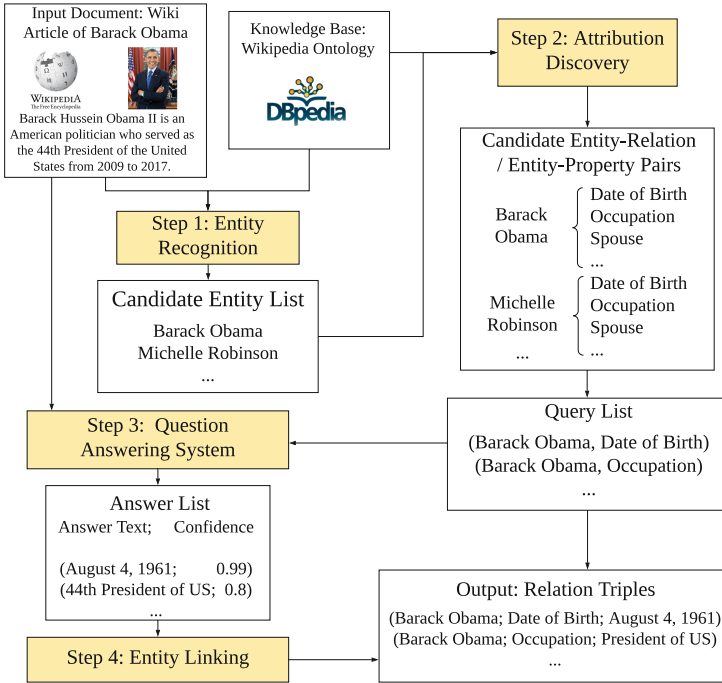 Input Document: Wiki
Article of Barack Obama
WIKIPEDIA
The Free Encyclopedia
Barack Hussein Obama II is an
American politician who served as
the 44th President of the United
States from 2009 to 2017.
Knowledge Base:
Wikipedia Ontology
DBpedia
Step 2: Attribution
Discovery
Candidate Entity-Relation
/ Entity-Property Pairs
Barack
Obama
Date of Birth
Occupation
Spouse
...
Michelle
Robinson
Date of Birth
Occupation
Spouse
...
...
Step 1: Entity
Recognition
Candidate Entity List
Barack Obama
Michelle Robinson
...
Step 3: Question
Answering System
Query List
(Barack Obama, Date of Birth)
(Barack Obama, Occupation)
...
Answer List
Answer Text; Confidence
(August 4, 1961; 0.99)
(44th President of US; 0.8)
...
Step 4: Entity Linking
Output: Relation Triples
(Barack Obama; Date of Birth; August 4, 1961)
(Barack Obama; Occupation; President of US)
...